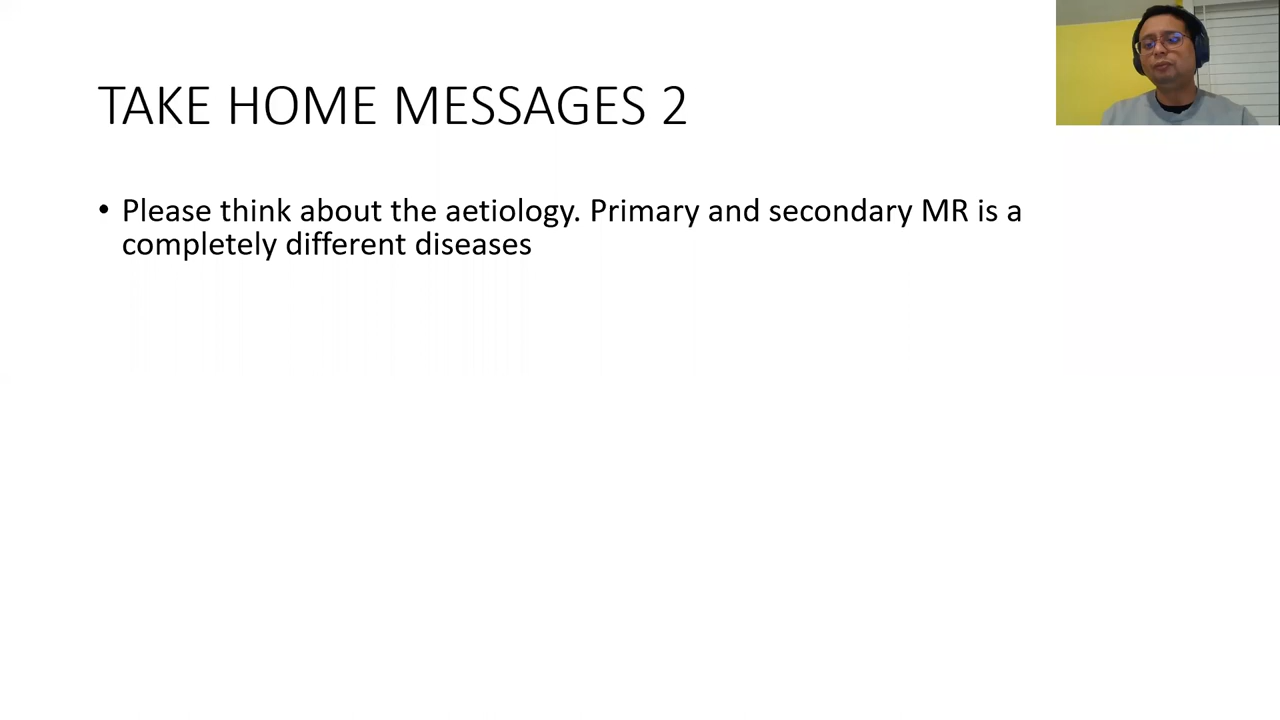 TAKE HOME MESSAGES 2
• Please think about the aetiology. Primary and secondary MR is a
completely different diseases